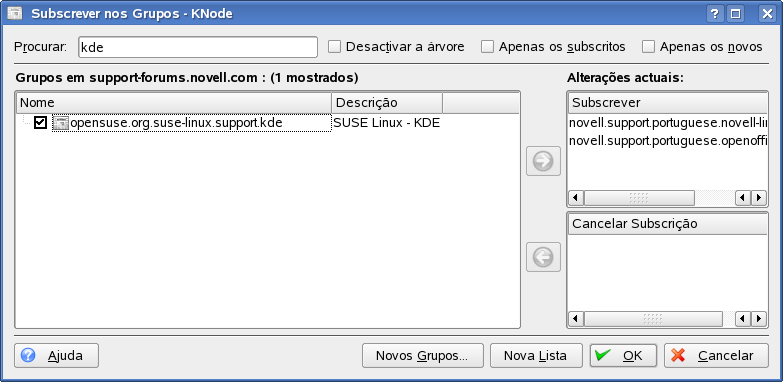 Subscrever nos Grupos - KNode
Procurar: kde Desactivar a árvore Apenas os subscritos Apenas os novos
Grupos em support-forums.novell.com : (1 mostrados)
Alterações actuais:
Nome Descrição
opensuse.org.suse-linux.support.kde SUSE Linux - KDE
Subscrever
novell.support.portuguese.novell-li
novell.support.portuguese.openoffi
Cancelar Subscrição
Ajuda Novos Grupos... Nova Lista OK Cancelar